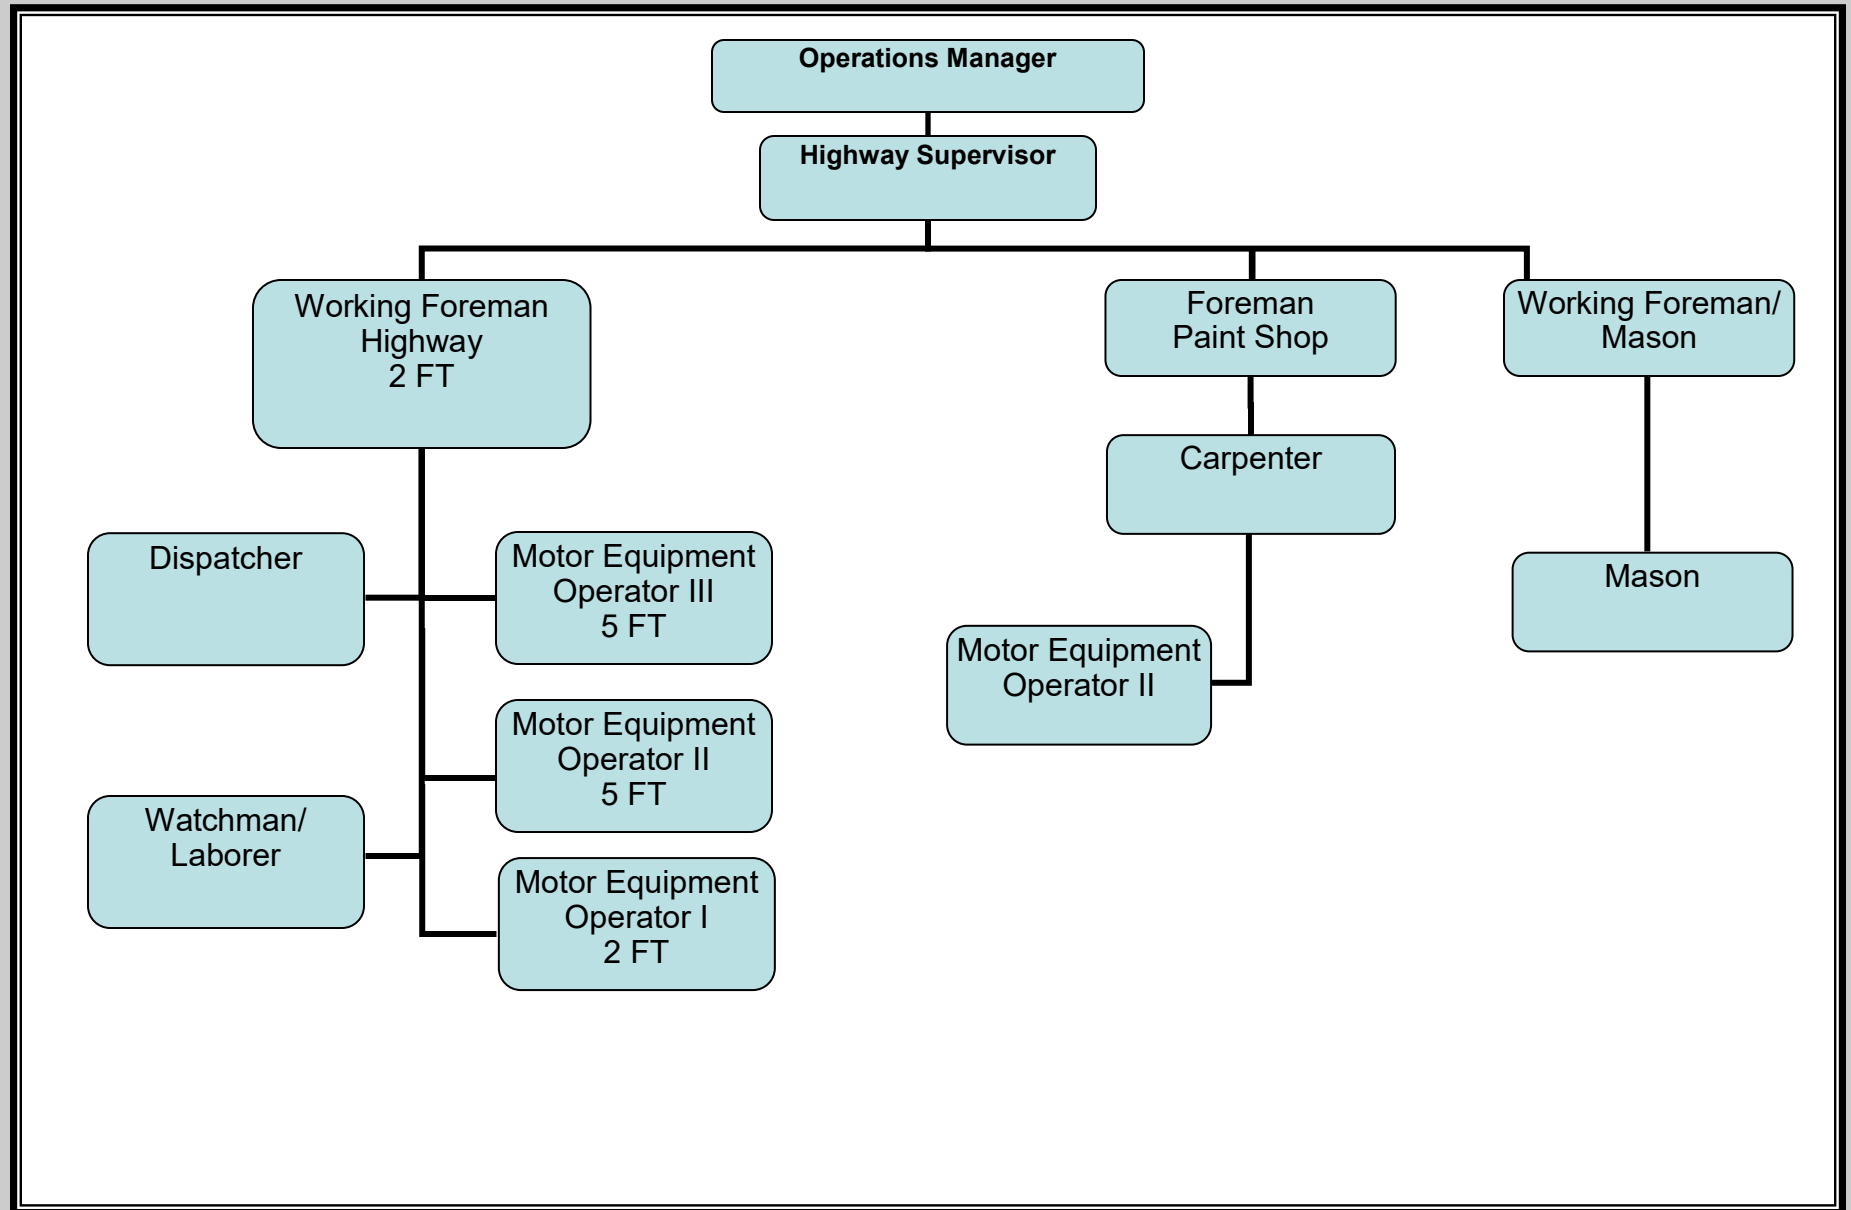 Operations Manager
Highway Supervisor
Working Foreman
Highway
2 FT
Foreman
Paint Shop
Working Foreman/
Mason
Carpenter
Dispatcher
Motor Equipment
Operator III
5 FT
Mason
Motor Equipment
Operator II
Motor Equipment
Operator II
5 FT
Watchman/
Laborer
Motor Equipment
Operator I
2 FT